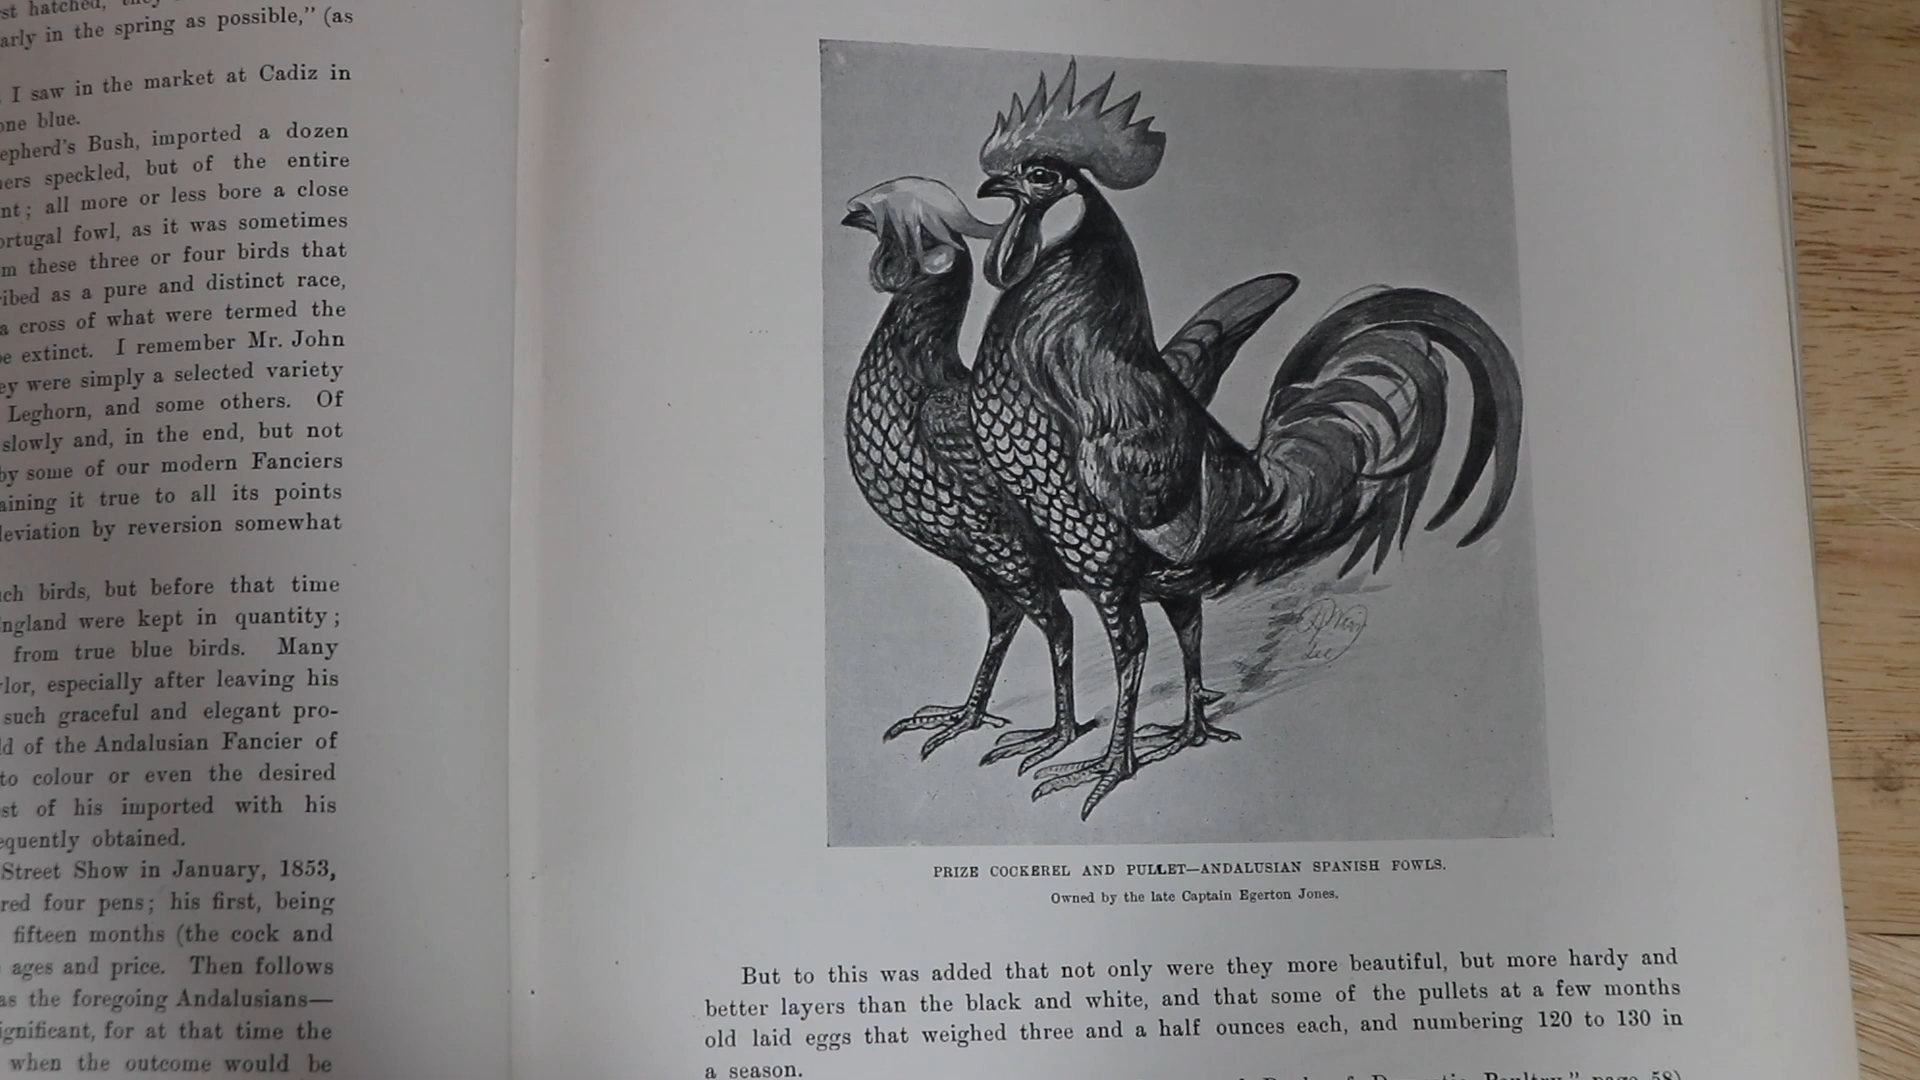 hatched,
arly in the spring as possible,” (as
I saw in the market at Cadiz in
one blue.
epherd's Bush, imported a dozen
ers speckled, but of the entire
nt; all more or less bore a close
ortugal fowl, as it was sometimes
m these three or four birds that
ibed as a pure and distinct race,
a cross of what were termed the
e extinct. I remember Mr. John
ey were simply a selected variety
Leghorn, and some others. Of
slowly and, in the end, but not
by some of our modern Fanciers
aining it true to all its points
deviation by reversion somewhat
ch birds, but before that time
England were kept in quantity;
from true blue birds. Many
lor, especially after leaving his
such graceful and elegant pro-
d of the Andalusian Fancier of
to colour or even the desired
st of his imported with his
equently obtained.
Street Show in January, 1853,
red four pens; his first, being
fifteen months (the cock and
ages and price. Then follows
as the foregoing Andalusians—
ignificant, for at that time the
when the outcome would be
PRIZE COCKEREL AND PULLET—ANDALUSIAN SPANISH FOWLS.
Owned by the late Captain Egerton Jones.
But to this was added that not only were they more beautiful, but more hardy and
better layers than the black and white, and that some of the pullets at a few months
old laid eggs that weighed three and a half ounces each, and numbering 120 to 130 in
a season.
Poultry,” page 58)